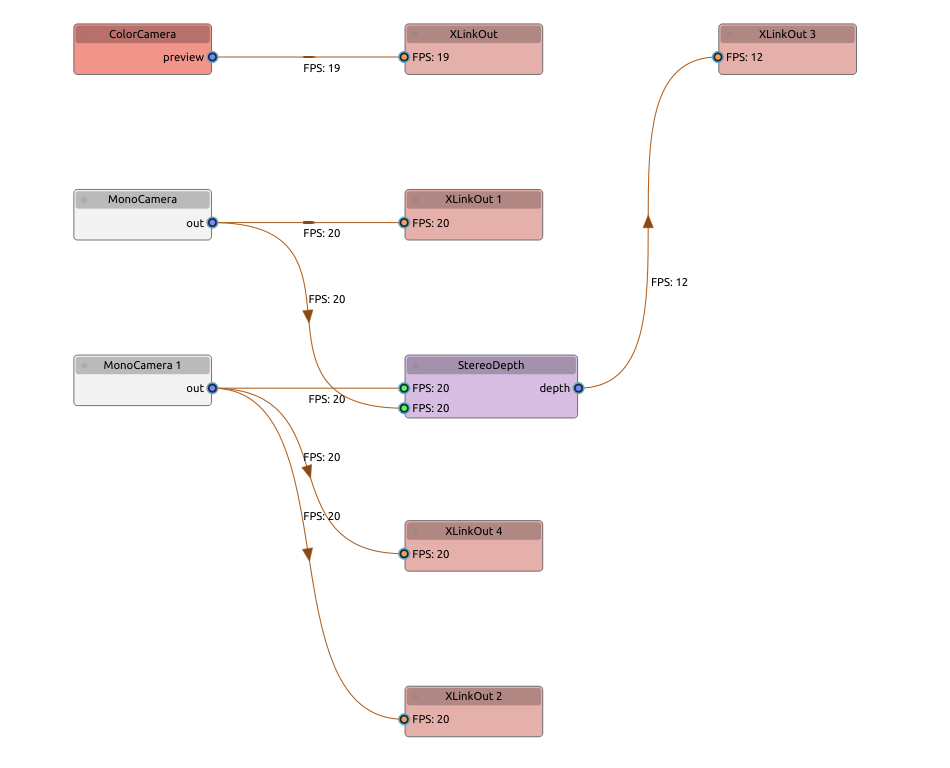 ColorCamera
preview
FPS: 19
XLinkOut
FPS: 19
XLinkOut 3
FPS: 12
MonoCamera
out
FPS: 20
XLinkOut 1
FPS: 20
FPS: 20
FPS: 12
MonoCamera 1
out
FPS: 20
StereoDepth
FPS: 20
depth
FPS: 20
FPS: 20
FPS: 20
XLinkOut 4
FPS: 20
XLinkOut 2
FPS: 20